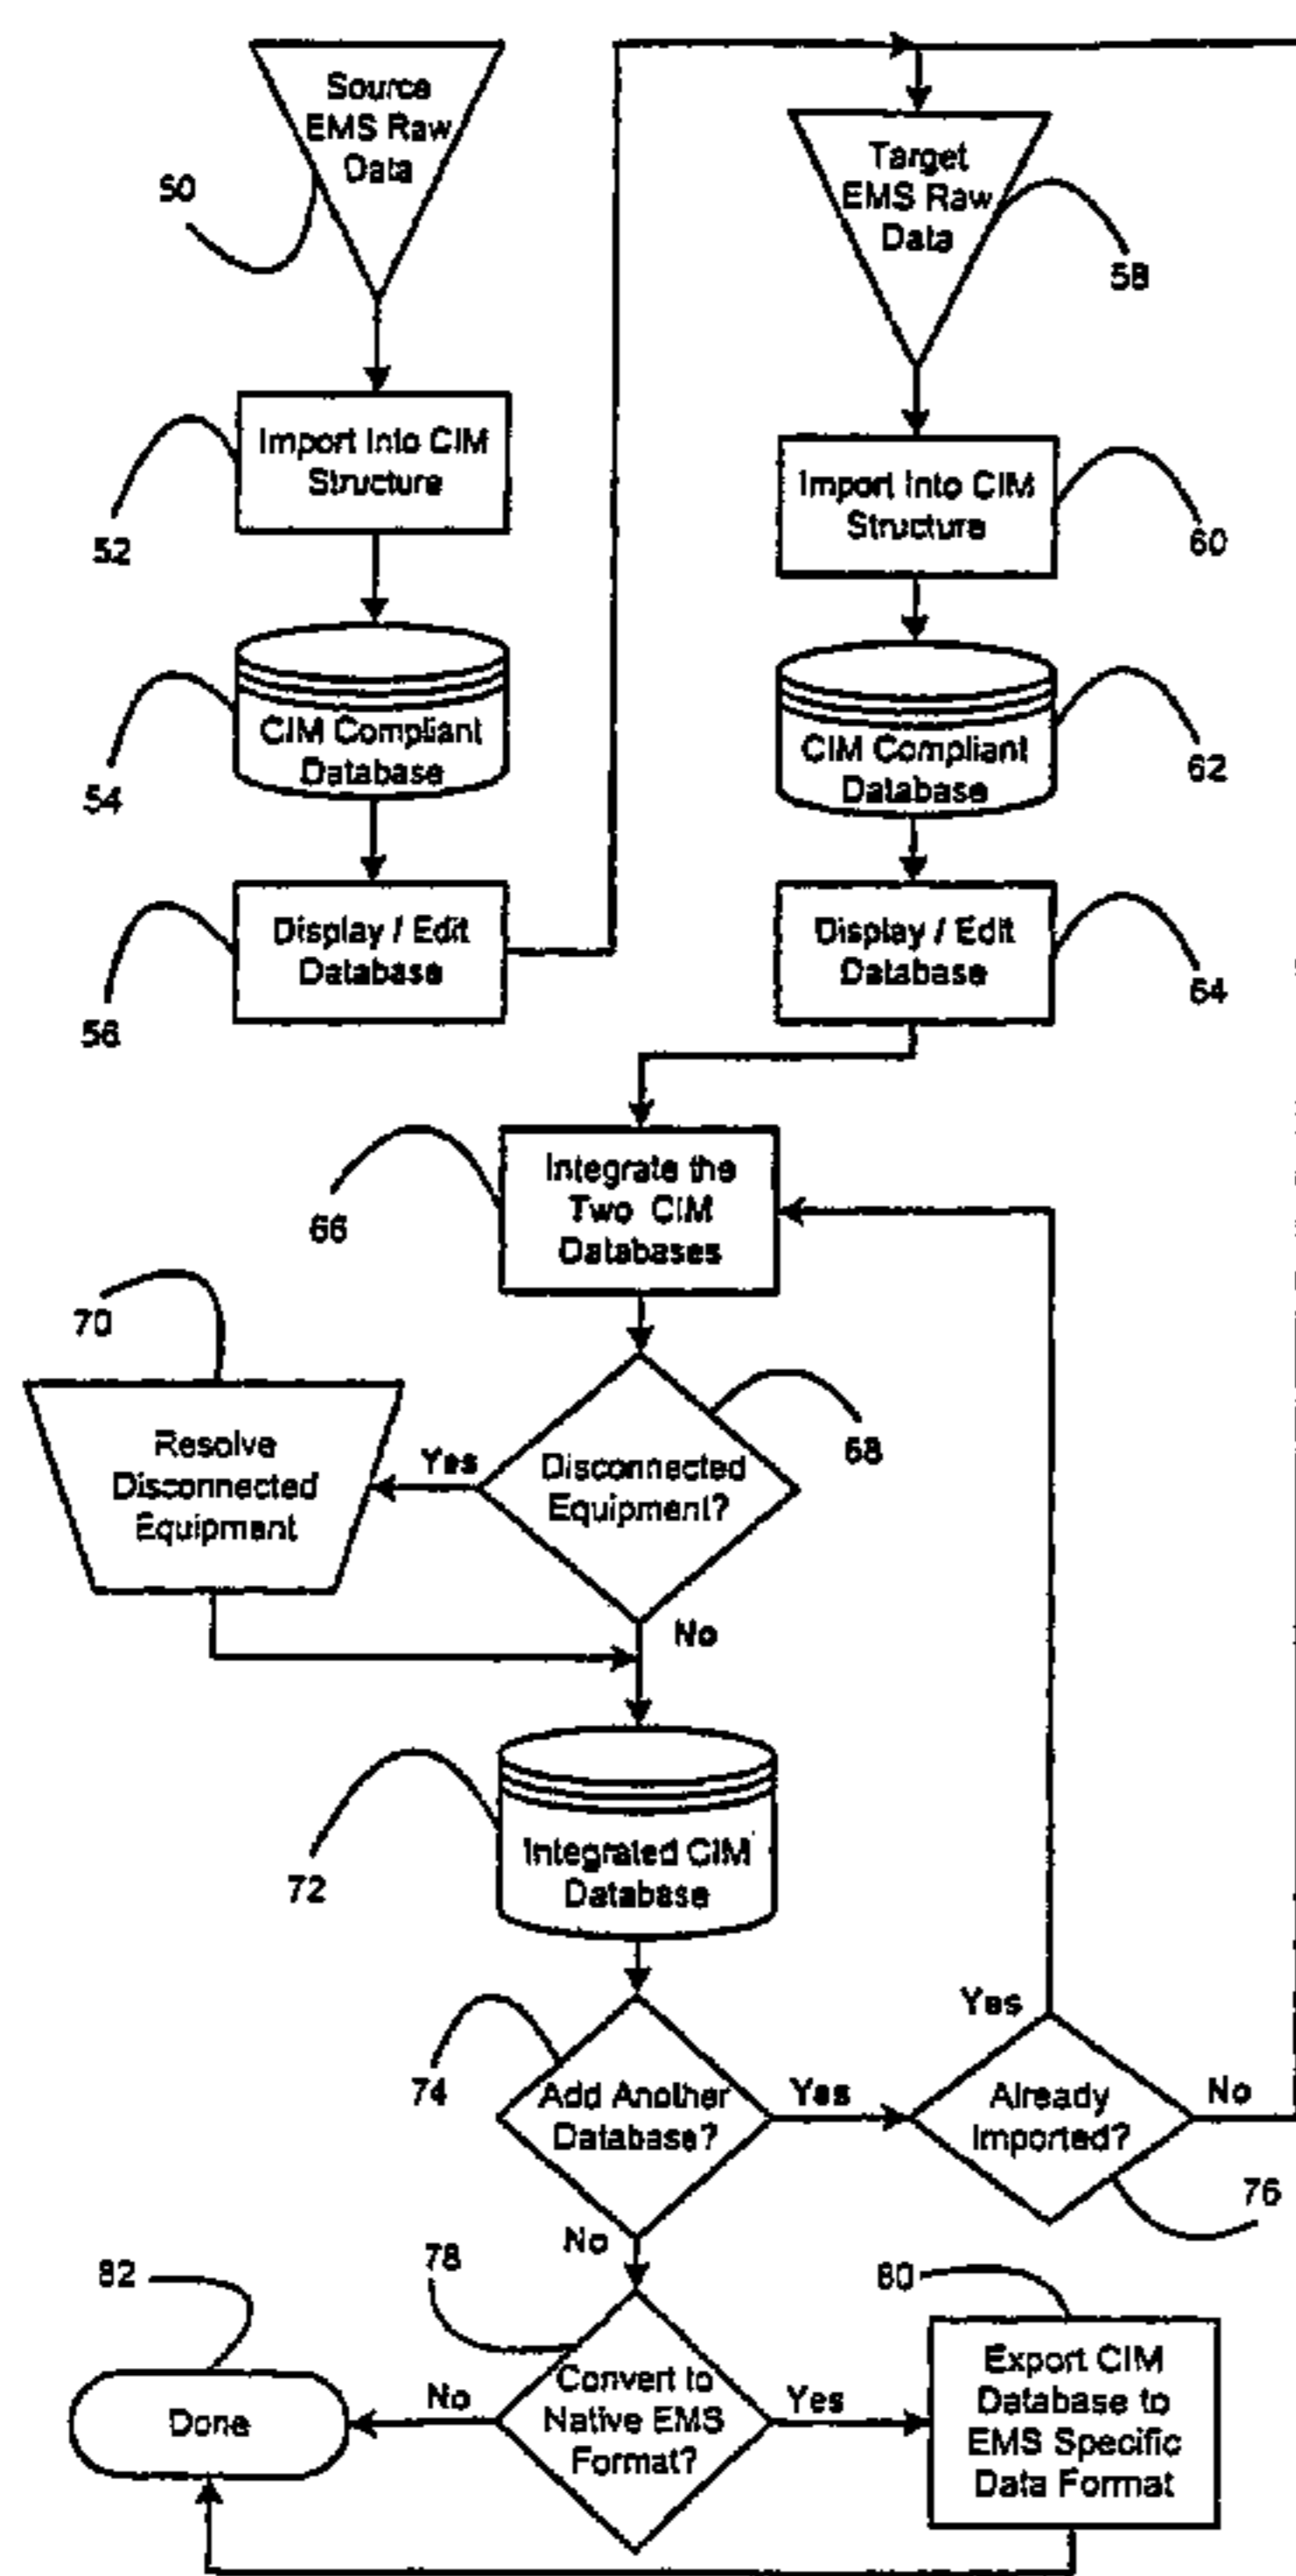 Source
EMS Raw
Data
50
Import Into CIM
Structure
52
CIM Compliant
Database
54
Display / Edit
Database
56
Target
EMS Raw
Data
58
Import Into CIM
Structure
60
CIM Compliant
Database
62
Display / Edit
Database
64
Integrate the
Two CIM
Databases
66
Disconnected
Equipment?
68
Yes
70
Resolve
Disconnected
Equipment
No
Integrated CIM
Database
72
Add Another
Database?
74
Yes
Already
Imported?
76
Yes
No
No
Convert to
Native EMS
Format?
78
Yes
Export CIM
Database to
EMS Specific
Data Format
80
No
Done
82